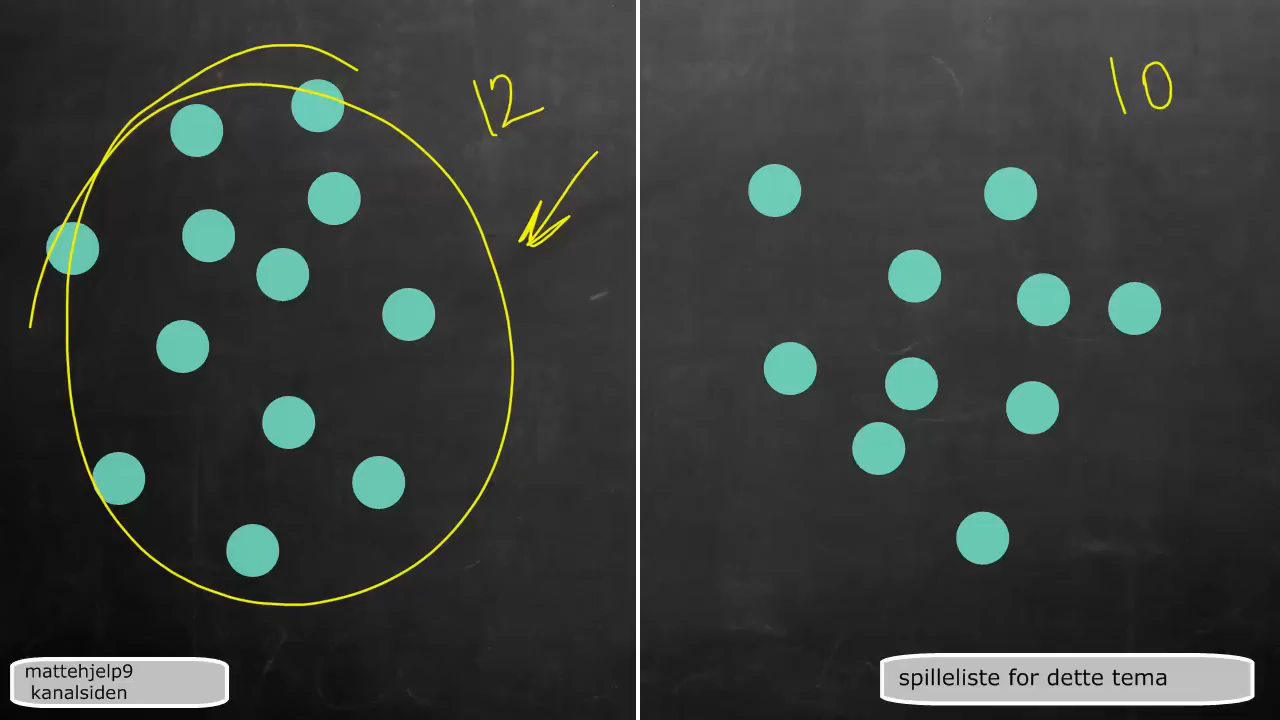 12
10
mattehjelp9
kanalsiden
spilleliste for dette tema